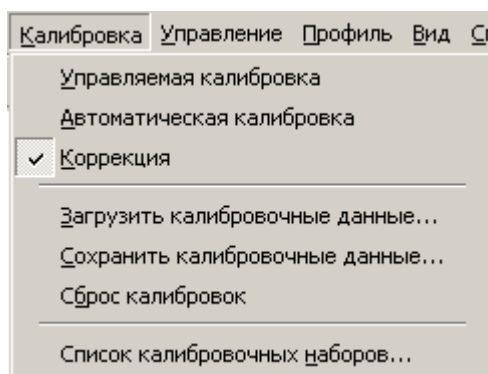 Калибровка Управление Профиль Вид
Управляемая калибровка
Автоматическая калибровка
Коррекция
Загрузить калибровочные данные...
Сохранить калибровочные данные...
Сброс калибровок
Список калибровочных наборов...